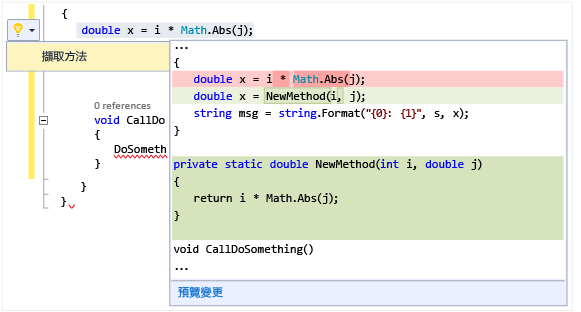 {
double x = i * Math.Abs(j);
擷取方法
0 references
void CallDo
{
DoSometh
}
}
}
...
{
double x = i * Math.Abs(j);
double x = NewMethod(i, j);
string msg = string.Format("{0}: {1}", s, x);
}
private static double NewMethod(int i, double j)
{
return i * Math.Abs(j);
}
void CallDoSomething()
...
預覽變更